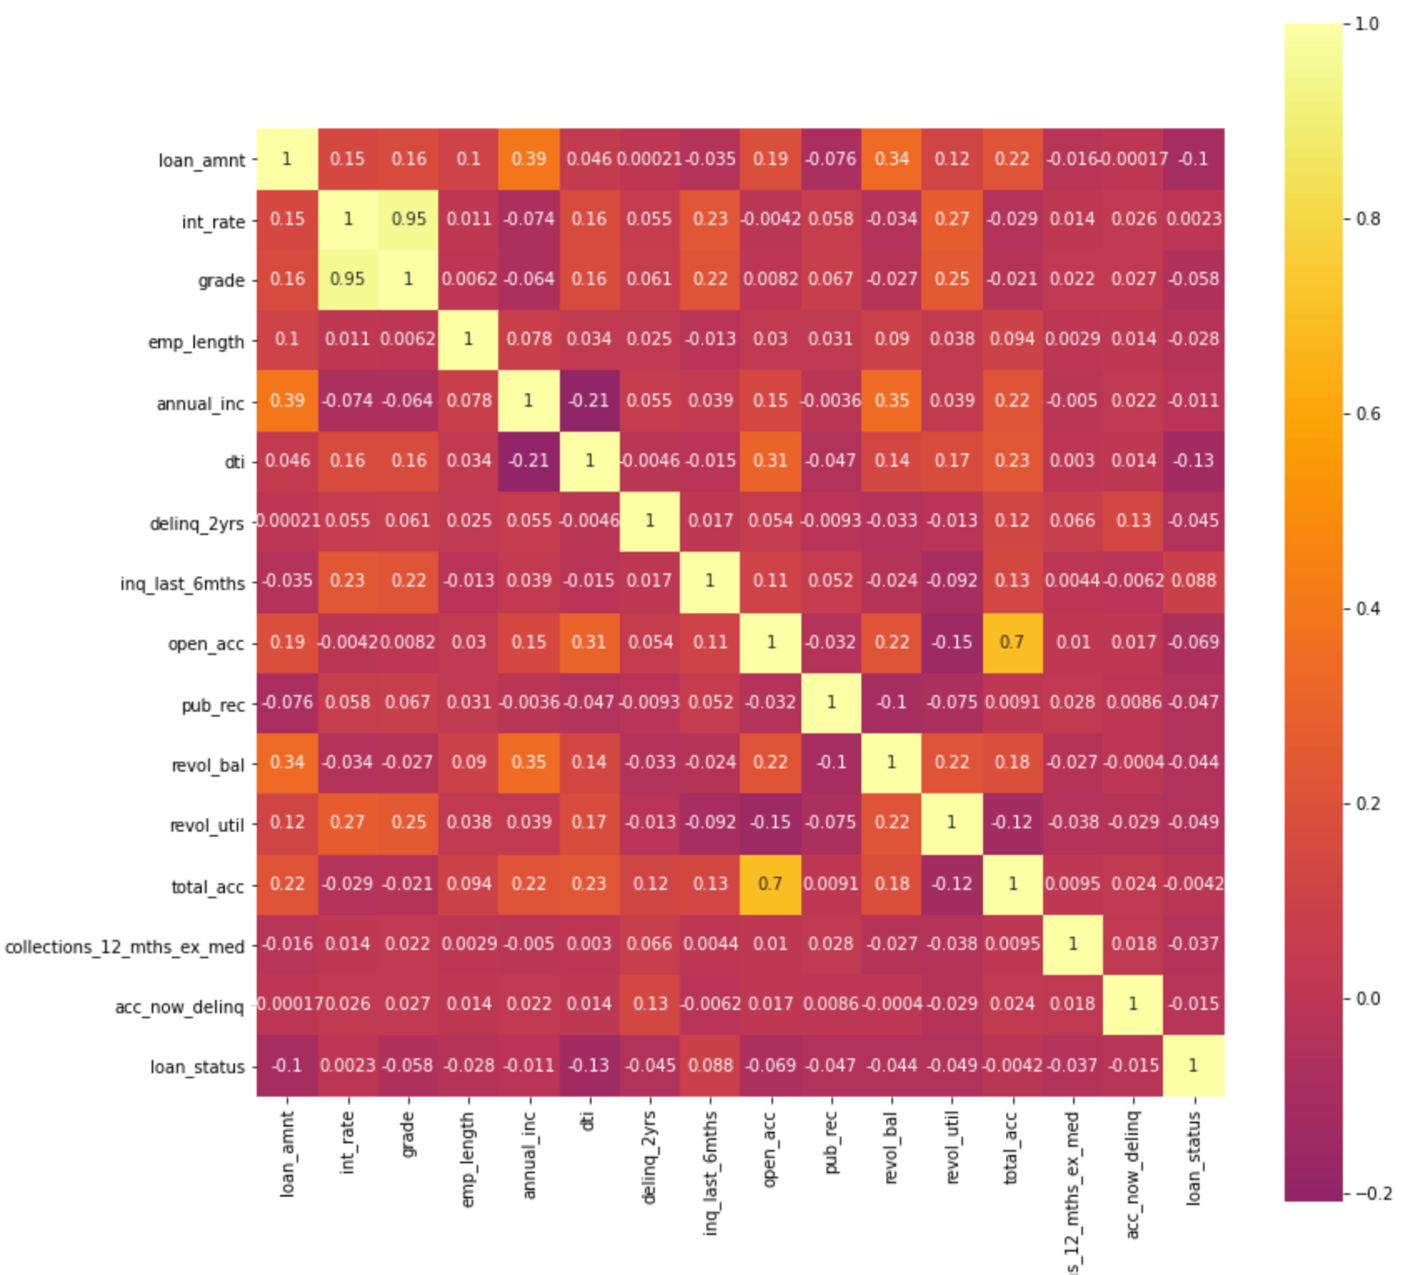 1.0
loan_amnt 1 0.15 0.16 0.1 0.39 0.046 0.00021 -0.035 0.19 -0.076 0.34 0.12 0.22 -0.016 -0.00017 -0.1
int_rate 0.15 1 0.95 0.011 -0.074 0.16 0.055 0.23 -0.0042 0.058 -0.034 0.27 -0.029 0.014 0.026 0.0023
0.8
grade 0.16 0.95 1 0.0062 -0.064 0.16 0.061 0.22 0.0082 0.067 -0.027 0.25 -0.021 0.022 0.027 -0.058
emp_length 0.1 0.011 0.0062 1 0.078 0.034 0.025 -0.013 0.03 0.031 0.09 0.038 0.094 0.0029 0.014 -0.028
annual_inc 0.39 -0.074 -0.064 0.078 1 -0.21 0.055 0.039 0.15 -0.0036 0.35 0.039 0.22 -0.005 0.022 -0.011
0.6
dti 0.046 0.16 0.16 0.034 -0.21 1 -0.0046 -0.015 0.31 -0.047 0.14 0.17 0.23 0.003 0.014 -0.13
delinq_2yrs 0.00021 0.055 0.061 0.025 0.055 -0.0046 1 0.017 0.054 -0.0093 -0.033 -0.013 0.12 0.066 0.13 -0.045
inq_last_6mths -0.035 0.23 0.22 -0.013 0.039 -0.015 0.017 1 0.11 0.052 -0.024 -0.092 0.13 0.0044 -0.0062 0.088
0.4
open_acc 0.19 -0.0042 0.0082 0.03 0.15 0.31 0.054 0.11 1 -0.032 0.22 -0.15 0.7 0.01 0.017 -0.069
pub_rec -0.076 0.058 0.067 0.031 -0.0036 -0.047 -0.0093 0.052 -0.032 1 -0.1 -0.075 0.0091 0.028 0.0086 -0.047
revol_bal 0.34 -0.034 -0.027 0.09 0.35 0.14 -0.033 -0.024 0.22 -0.1 1 0.22 0.18 -0.027 -0.0004 -0.044
0.2
revol_util 0.12 0.27 0.25 0.038 0.039 0.17 -0.013 -0.092 -0.15 -0.075 0.22 1 -0.12 -0.038 -0.029 -0.049
total_acc 0.22 -0.029 -0.021 0.094 0.22 0.23 0.12 0.13 0.7 0.0091 0.18 -0.12 1 0.0095 0.024 -0.0042
collections_12_mths_ex_med -0.016 0.014 0.022 0.0029 -0.005 0.003 0.066 0.0044 0.01 0.028 -0.027 -0.038 0.0095 1 0.018 -0.037
0.0
acc_now_delinq 0.00017 0.026 0.027 0.014 0.022 0.014 0.13 -0.0062 0.017 0.0086 -0.0004 -0.029 0.024 0.018 1 -0.015
loan_status -0.1 0.0023 -0.058 -0.028 -0.011 -0.13 -0.045 0.088 -0.069 -0.047 -0.044 -0.049 -0.0042 -0.037 -0.015 1
−0.2
loan_amnt
int_rate
grade
emp_length
annual_inc
dti
delinq_2yrs
inq_last_6mths
open_acc
pub_rec
revol_bal
revol_util
total_acc
s_12_mths_ex_med
acc_now_delinq
loan_status